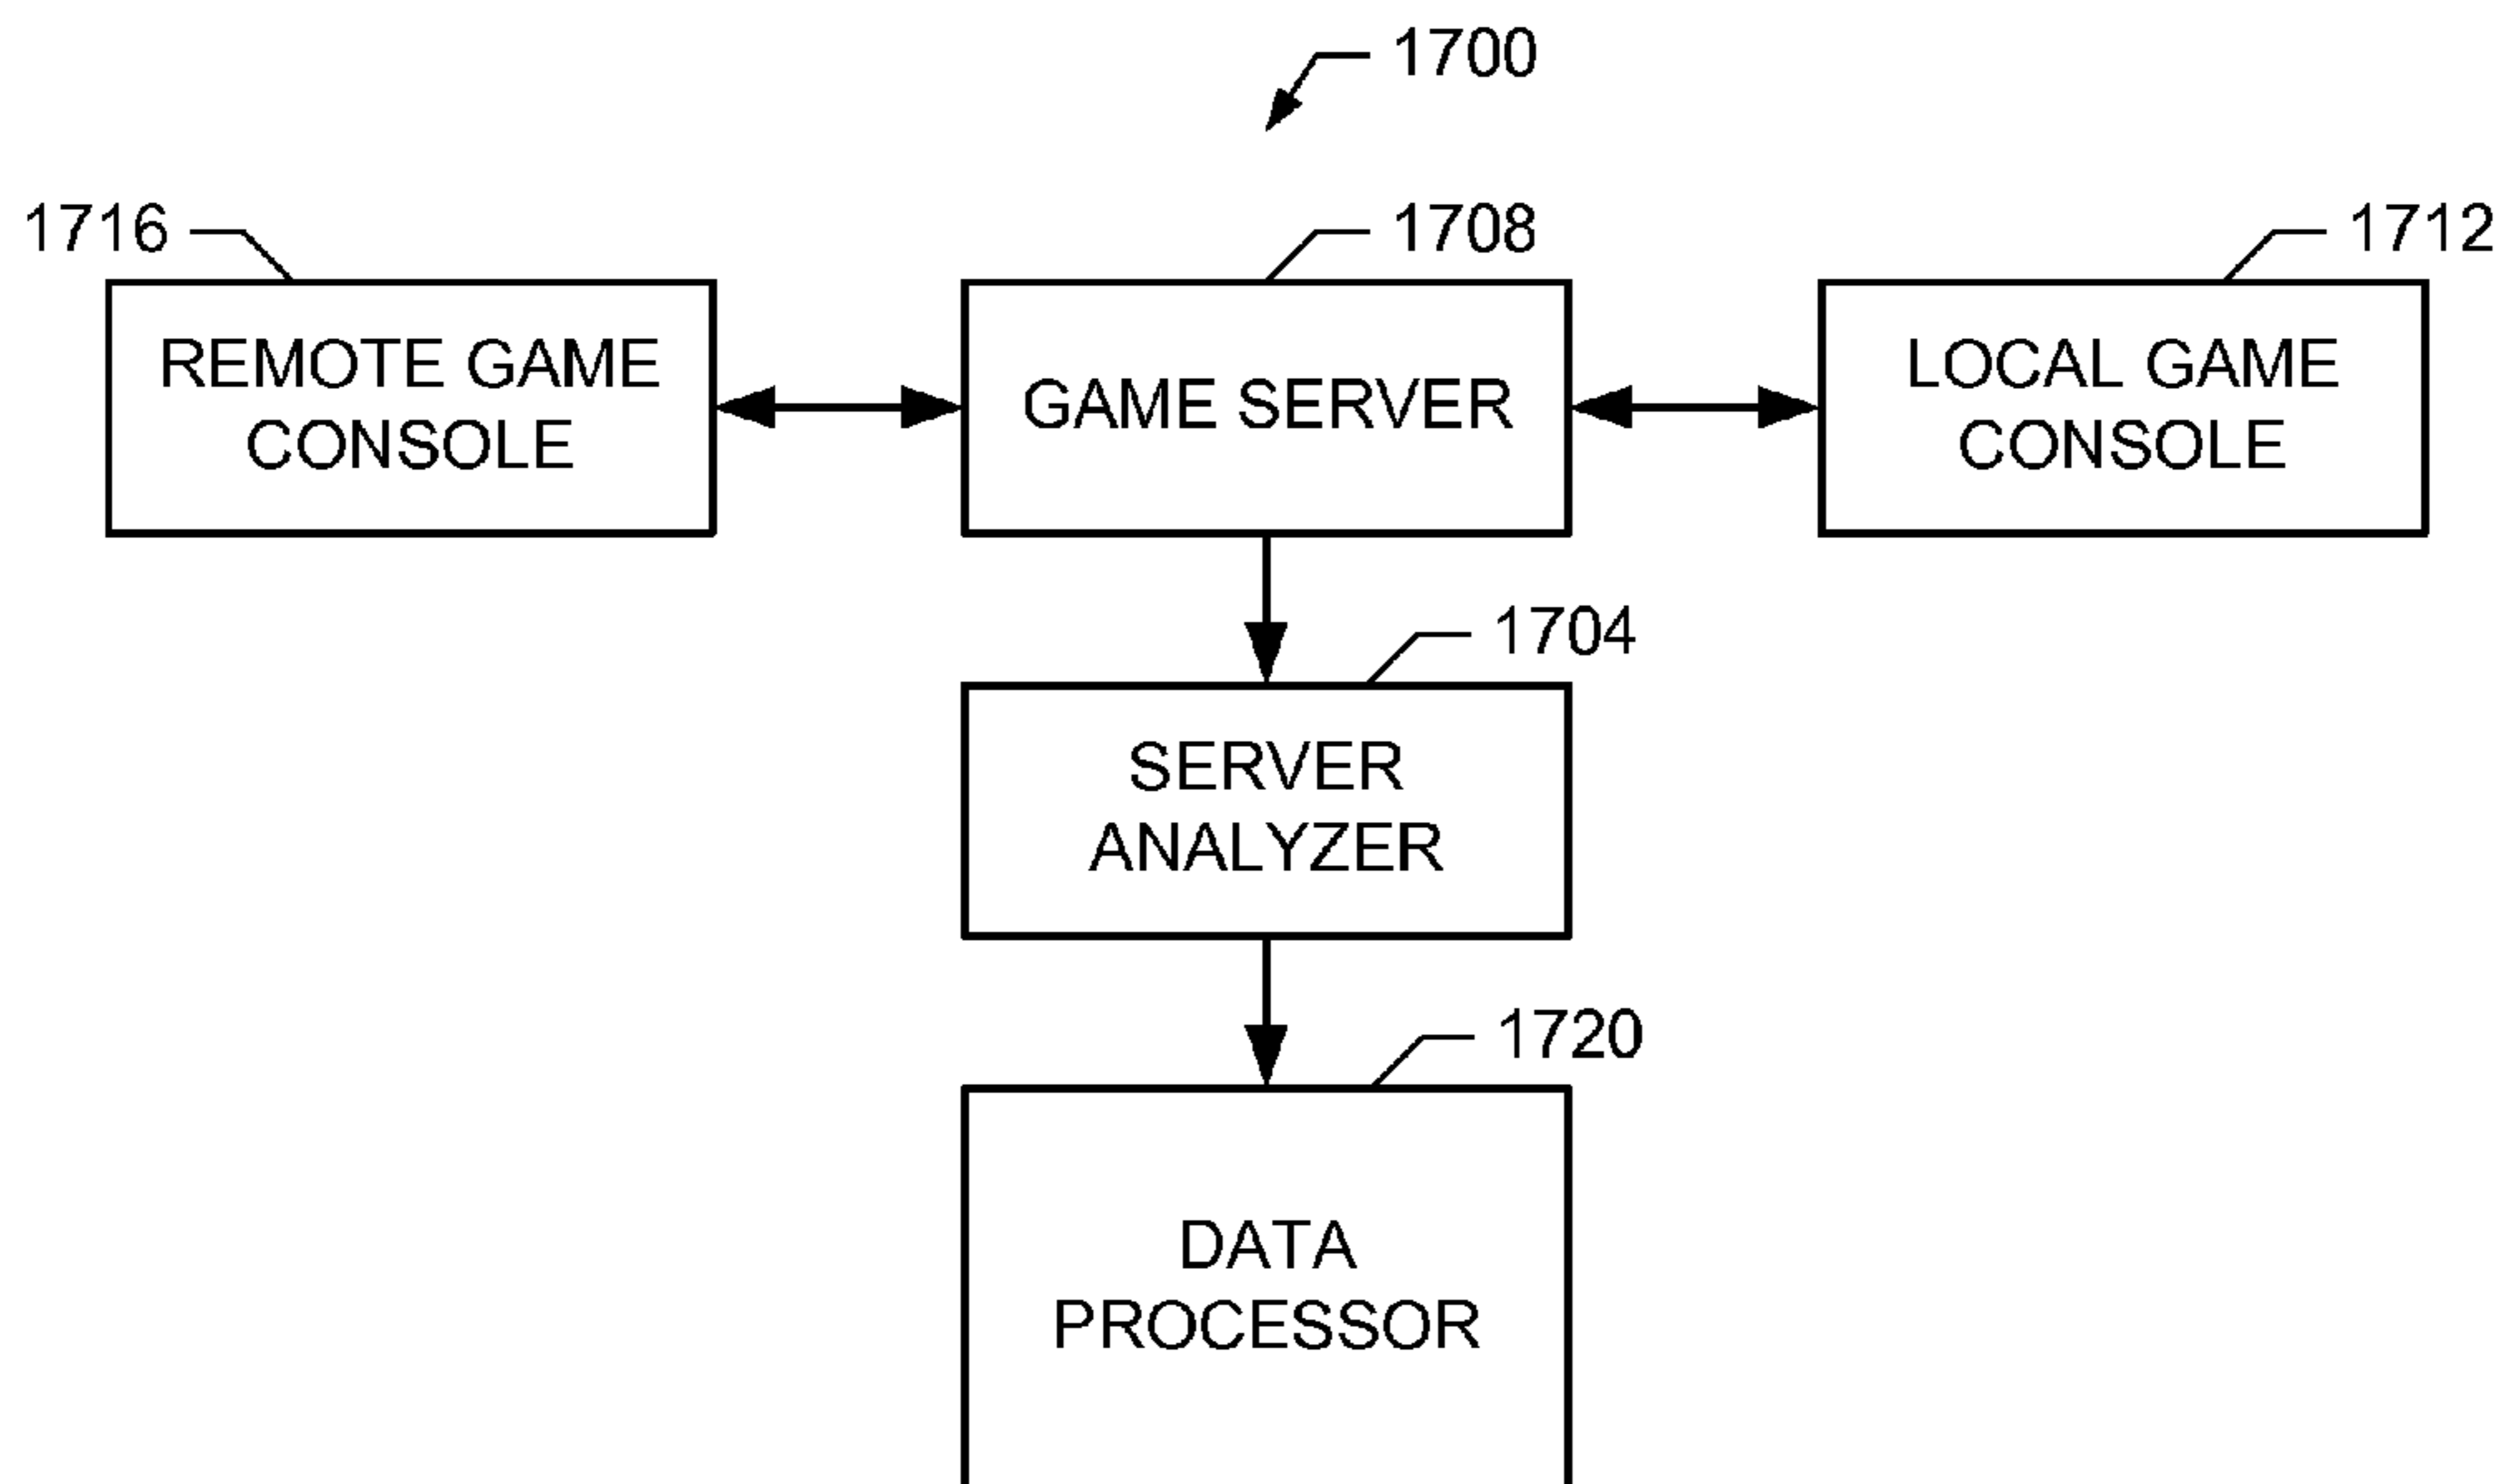 1700
1716
1708
1712
REMOTE GAME
CONSOLE
GAME SERVER
LOCAL GAME
CONSOLE
1704
SERVER
ANALYZER
1720
DATA
PROCESSOR